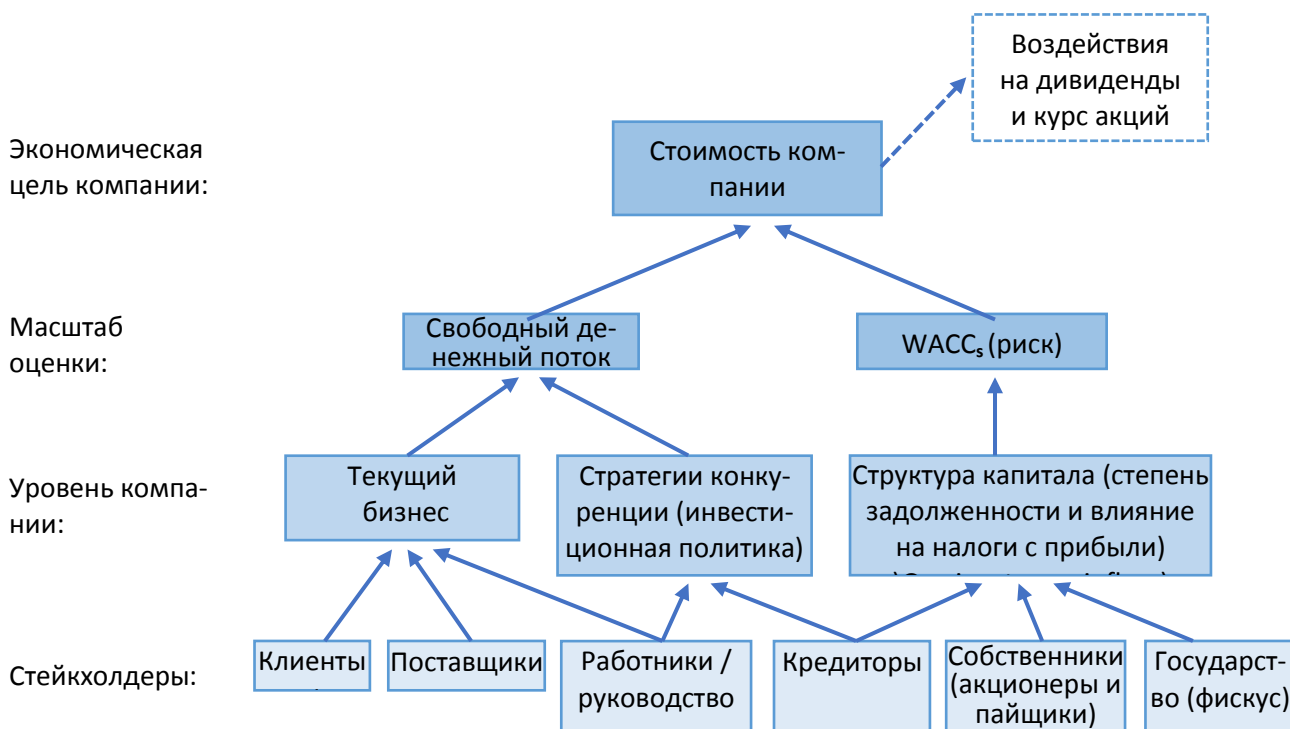 Воздействия
на дивиденды
и курс акций
Экономическая
цель компании:
Стоимость ком-
пании
Масштаб
оценки:
Свободный де-
нежный поток
WACCs (риск)
Уровень компа-
нии:
Текущий
бизнес
Стратегии конку-
ренции (инвести-
ционная политика)
Структура капитала (степень
задолженности и влияние
на налоги с прибыли)
Стейкхолдеры:
Клиенты
Поставщики
Работники /
руководство
Кредиторы
Собственники
(акционеры и
пайщики)
Государст-
во (фискус)